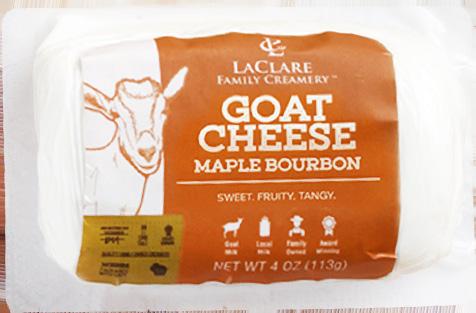 LC
LACLARE
FAMILY CREAMERY™
GOAT
CHEESE
MAPLE BOURBON
SWEET. FRUITY. TANGY.
Goat Milk
Local Milk
Family Owned
Award Winning
NET WT 4 OZ (113g)